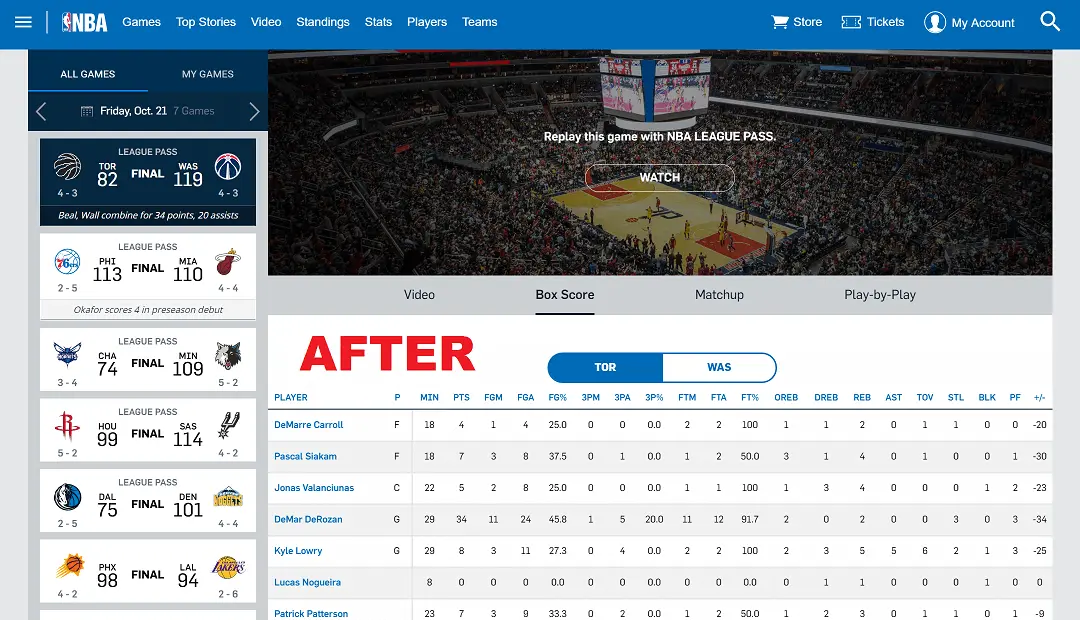 NBA Games Top Stories Video Standings Stats Players Teams Store Tickets My Account
ALL GAMES MY GAMES
Friday, Oct. 21 7 Games
LEAGUE PASS
TOR 82 FINAL WAS 119
4 - 3 4 - 3
Beal, Wall combine for 34 points, 20 assists
LEAGUE PASS
76ers PHI 113 FINAL MIA 110
2 - 5 4 - 4
Okafor scores 4 in preseason debut
LEAGUE PASS
HORNETS CHA 74 FINAL MIN 109
3 - 4 5 - 2
LEAGUE PASS
HOU 99 FINAL SAS 114
5 - 2 4 - 2
LEAGUE PASS
DAL 75 FINAL DEN 101 NUGGETS
2 - 5 4 - 4
PHX 98 FINAL LAL 94 LAKERS
4 - 2 2 - 6
Replay this game with NBA LEAGUE PASS.
WATCH
Video Box Score Matchup Play-by-Play
AFTER
TOR WAS
PLAYER P MIN PTS FGM FGA FG% 3PM 3PA 3P% FTM FTA FT% OREB DREB REB AST TOV STL BLK PF +/-
DeMarre Carroll F 18 4 1 4 25.0 0 0 0.0 2 2 100 1 1 2 0 1 1 0 0 -20
Pascal Siakam F 18 7 3 8 37.5 0 1 0.0 1 2 50.0 3 1 4 0 1 0 0 1 -30
Jonas Valanciunas C 22 5 2 8 25.0 0 0 0.0 1 1 100 1 3 4 0 0 0 1 2 -23
DeMar DeRozan G 29 34 11 24 45.8 1 5 20.0 11 12 91.7 2 0 2 0 0 3 0 3 -34
Kyle Lowry G 29 8 3 11 27.3 0 4 0.0 2 2 100 2 3 5 5 6 2 1 3 -25
Lucas Nogueira 8 0 0 0 0.0 0 0 0.0 0 0 0.0 0 1 1 0 0 0 1 0 0
Patrick Patterson 23 7 3 9 33.3 0 2 0.0 1 2 50.0 1 2 3 0 1 1 0 1 -9